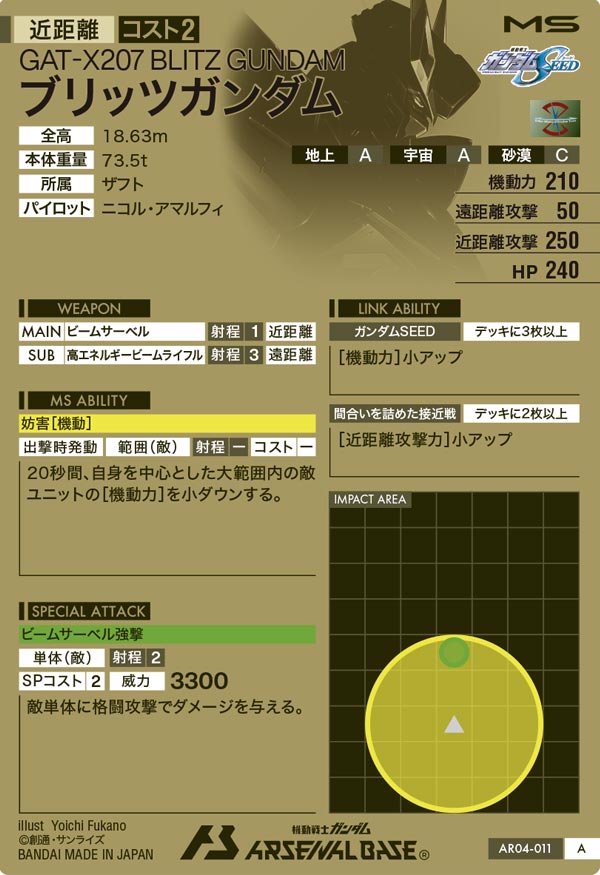 近距離 コスト2
MS
GAT-X207 BLITZ GUNDAM
ブリッツガンダム
機動戦士
ガンダムSEED
全高 18.63m
本体重量 73.5t
所属 ザフト
パイロット ニコル・アマルフィ
地上 A 宇宙 A 砂漠 C
機動力 210
遠距離攻撃 50
近距離攻撃 250
HP 240
WEAPON
MAIN ビームサーベル 射程 1 近距離
SUB 高エネルギービームライフル 射程 3 遠距離
MS ABILITY
妨害[機動]
出撃時発動 範囲(敵) 射程 ー コスト ー
20秒間、自身を中心とした大範囲内の敵
ユニットの[機動力]を小ダウンする。
SPECIAL ATTACK
ビームサーベル強撃
単体(敵) 射程 2
SPコスト 2 威力 3300
敵単体に格闘攻撃でダメージを与える。
LINK ABILITY
ガンダムSEED デッキに3枚以上
[機動力]小アップ
間合いを詰めた接近戦 デッキに2枚以上
[近距離攻撃力]小アップ
IMPACT AREA
illust Yoichi Fukano
©創通・サンライズ
BANDAI MADE IN JAPAN
機動戦士ガンダム
ARSENAL BASE®
AR04-011 A